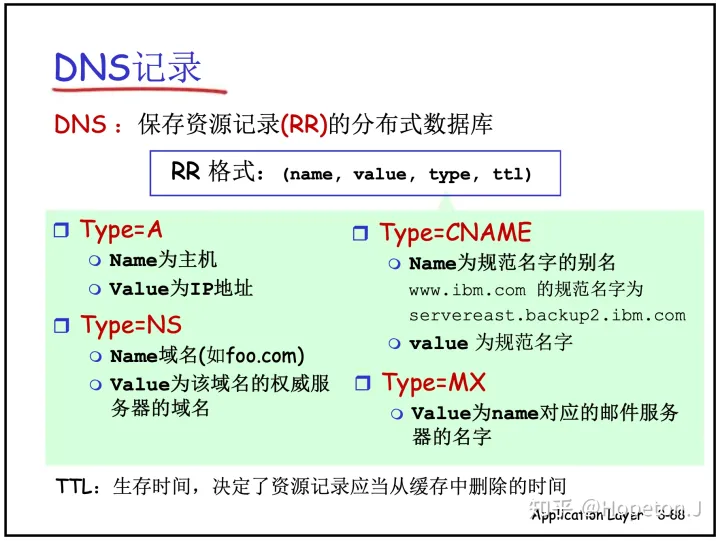 DNS记录
DNS ：保存资源记录(RR)的分布式数据库
RR 格式：(name, value, type, ttl)
Type=A
Name为主机
Value为IP地址
Type=NS
Name域名(如foo.com)
Value为该域名的权威服
务器的域名
Type=CNAME
Name为规范名字的别名
www.ibm.com 的规范名字为
servereast.backup2.ibm.com
value 为规范名字
Type=MX
Value为name对应的邮件服务
器的名字
TTL：生存时间，决定了资源记录应当从缓存中删除的时间
知乎 @Hopeton.J
Application Layer